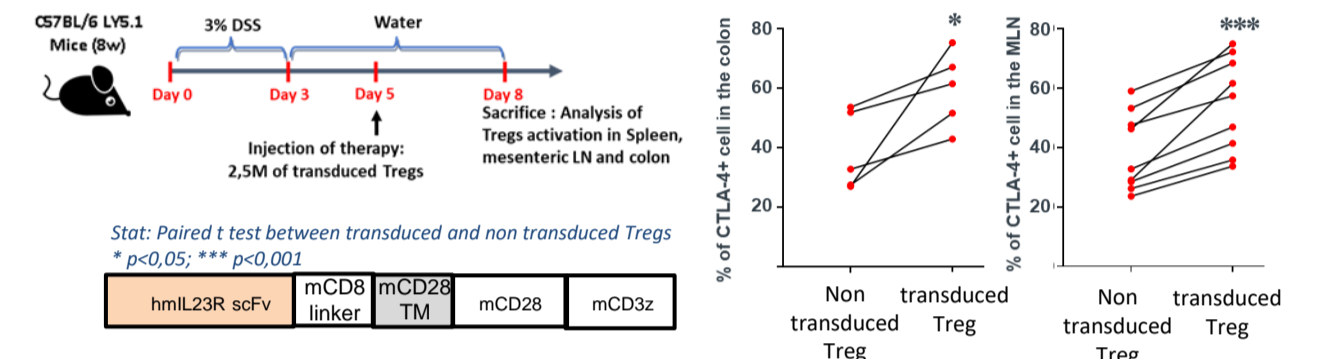 C57BL/6 LY5.1
Mice (8w)
3% DSS
Water
Day 0
Day 3
Day 5
Day 8
Injection of therapy:
2,5M of transduced Tregs
Sacrifice : Analysis of
Tregs activation in Spleen,
mesenteric LN and colon
Stat: Paired t test between transduced and non transduced Tregs
* p<0,05; *** p<0,001
hmIL23R scFv
mCD8
linker
mCD28
TM
mCD28
mCD3z
% of CTLA-4+ cell in the colon
80
60
40
20
*
Non
transduced
Treg
transduced
Treg
% of CTLA-4+ cell in the MLN
80
60
40
20
***
Non
transduced
Treg
transduced
Treg